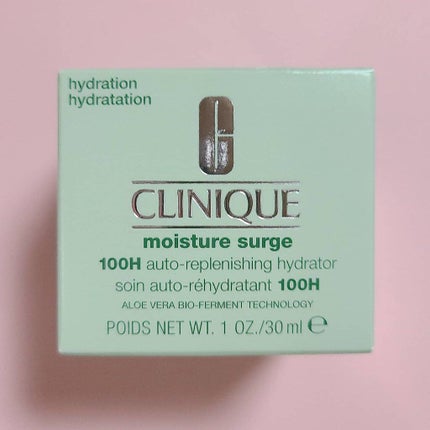 hydration
hydratation
CLINIQUE
moisture surge
100H auto-replenishing hydrator
soin auto-réhydratant 100H
ALOE VERA BIO-FERMENT TECHNOLOGY
POIDS NET WT. 1 OZ./30 ml ℮